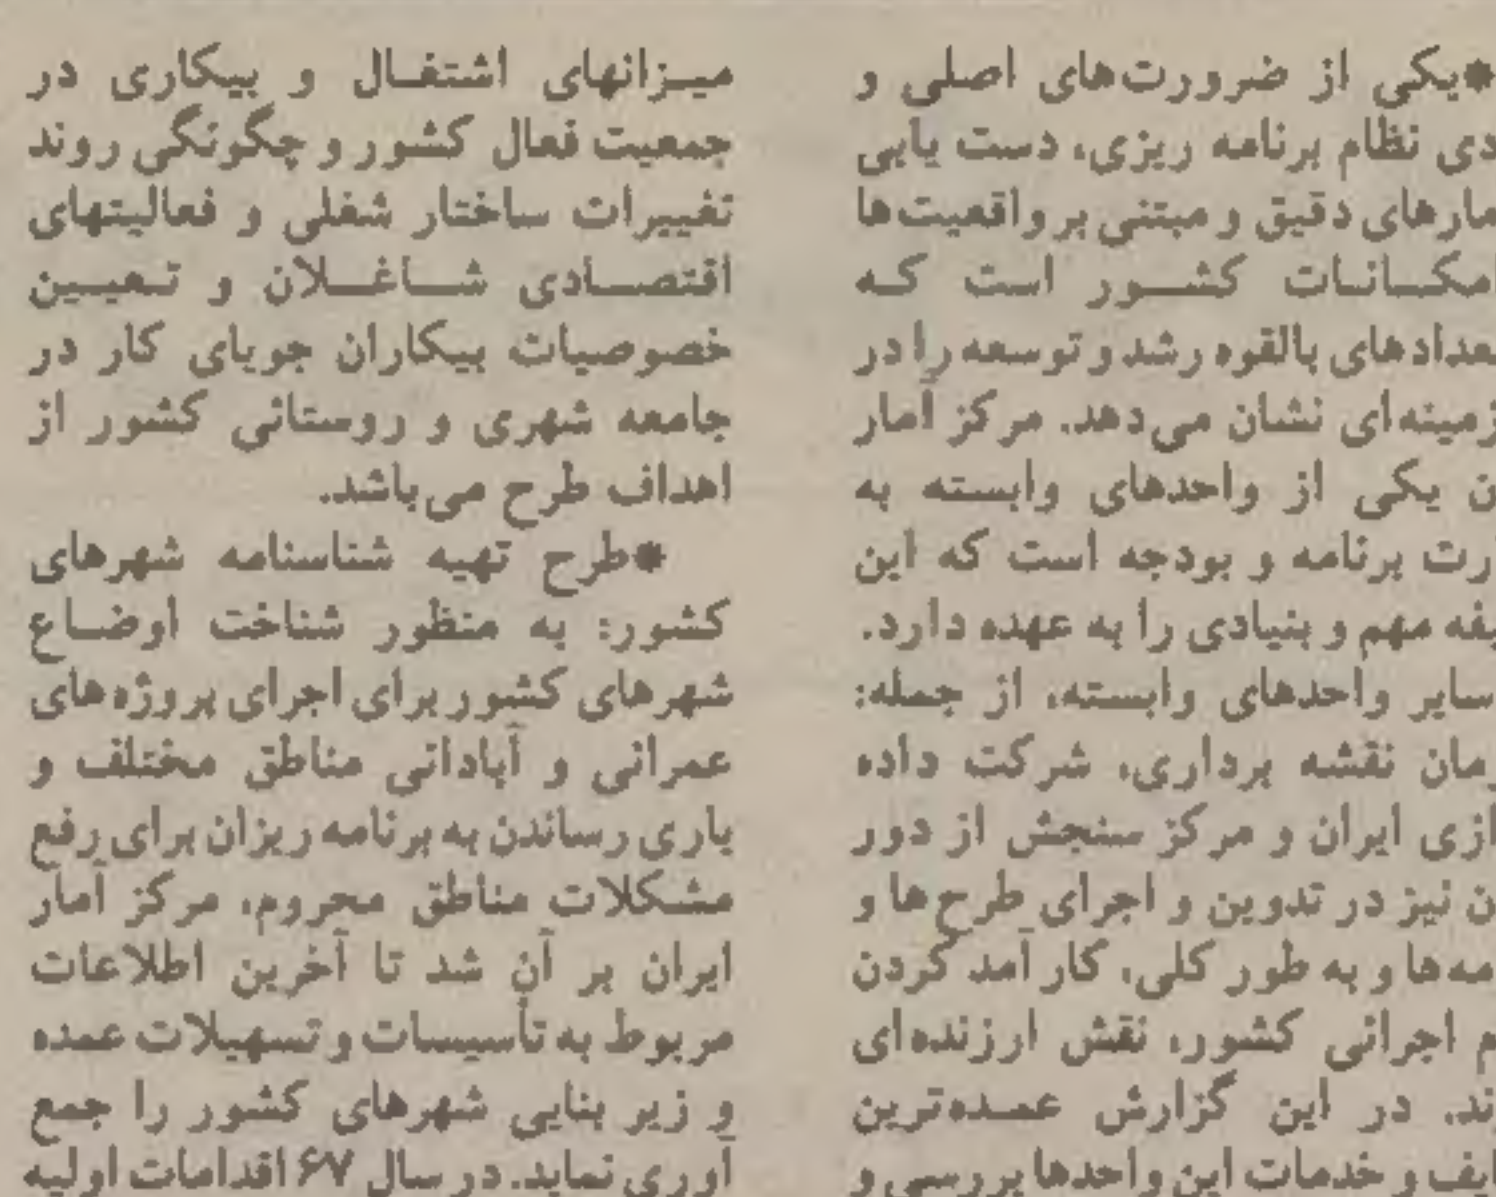 *یکی از ضرورت‌های اصلی و
دی نظام برنامه ریزی، دست یابی
مارهای دقیق و مبتنی بر واقعیت‌ها
امکانات کشور است که
عدادهای بالقوه رشد و توسعه را در
زمینه‌ای نشان می‌دهد. مرکز آمار
ن یکی از واحدهای وابسته به
ارت برنامه و بودجه است که این
یفه مهم و بنیادی را به عهده دارد.
سایر واحدهای وابسته، از جمله:
مان نقشه برداری، شرکت داده
ازی ایران و مرکز سنجش از دور
ن نیز در تدوین و اجرای طرح‌ها و
مه‌ها و به طور کلی، کار آمد کردن
م اجرائی کشور، نقش ارزنده‌ای
ند. در این گزارش عمده‌ترین
ایف و خدمات این واحدها بررسی و
میزانهای اشتغال و بیکاری در
جمعیت فعال کشور و چگونگی روند
تغییرات ساختار شغلی و فعالیتهای
اقتصادی شاغلان و تعیین
خصوصیات بیکاران جویای کار در
جامعه شهری و روستائی کشور از
اهداف طرح می‌باشد.
*طرح تهیه شناسنامه شهرهای
کشور: به منظور شناخت اوضاع
شهرهای کشور برای اجرای پروژه‌های
عمرانی و آبادانی مناطق مختلف و
یاری رساندن به برنامه ریزان برای رفع
مشکلات مناطق محروم، مرکز آمار
ایران بر آن شد تا آخرین اطلاعات
مربوط به تأسیسات و تسهیلات عمده
و زیر بنایی شهرهای کشور را جمع
آوری نماید. در سال ۶۷ اقدامات اولیه